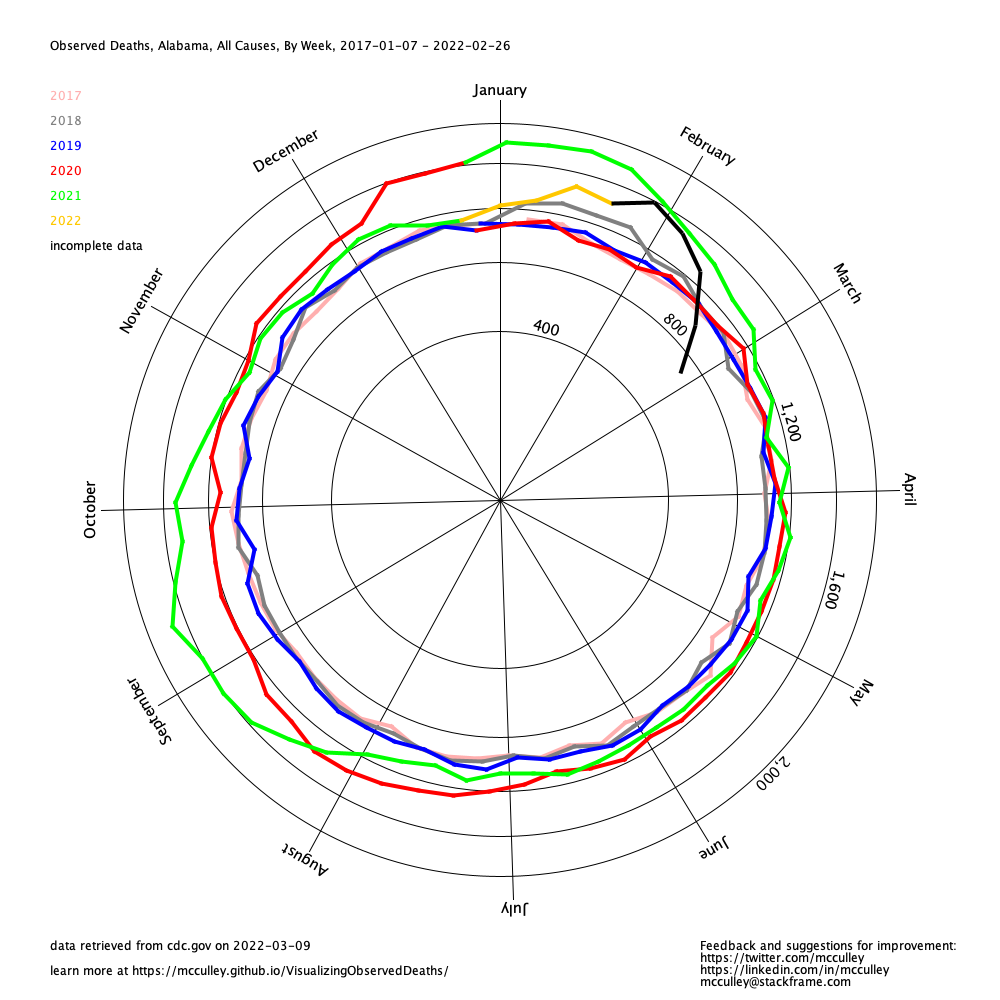 Observed Deaths, Alabama, All Causes, By Week, 2017-01-07 - 2022-02-26
2017
2018
2019
2020
2021
2022
incomplete data
January
February
March
April
May
June
July
August
September
October
November
December
400
800
1,200
1,600
2,000
data retrieved from cdc.gov on 2022-03-09
learn more at https://mcculley.github.io/VisualizingObservedDeaths/
Feedback and suggestions for improvement:
https://twitter.com/mcculley
https://linkedin.com/in/mcculley
mcculley@stackframe.com